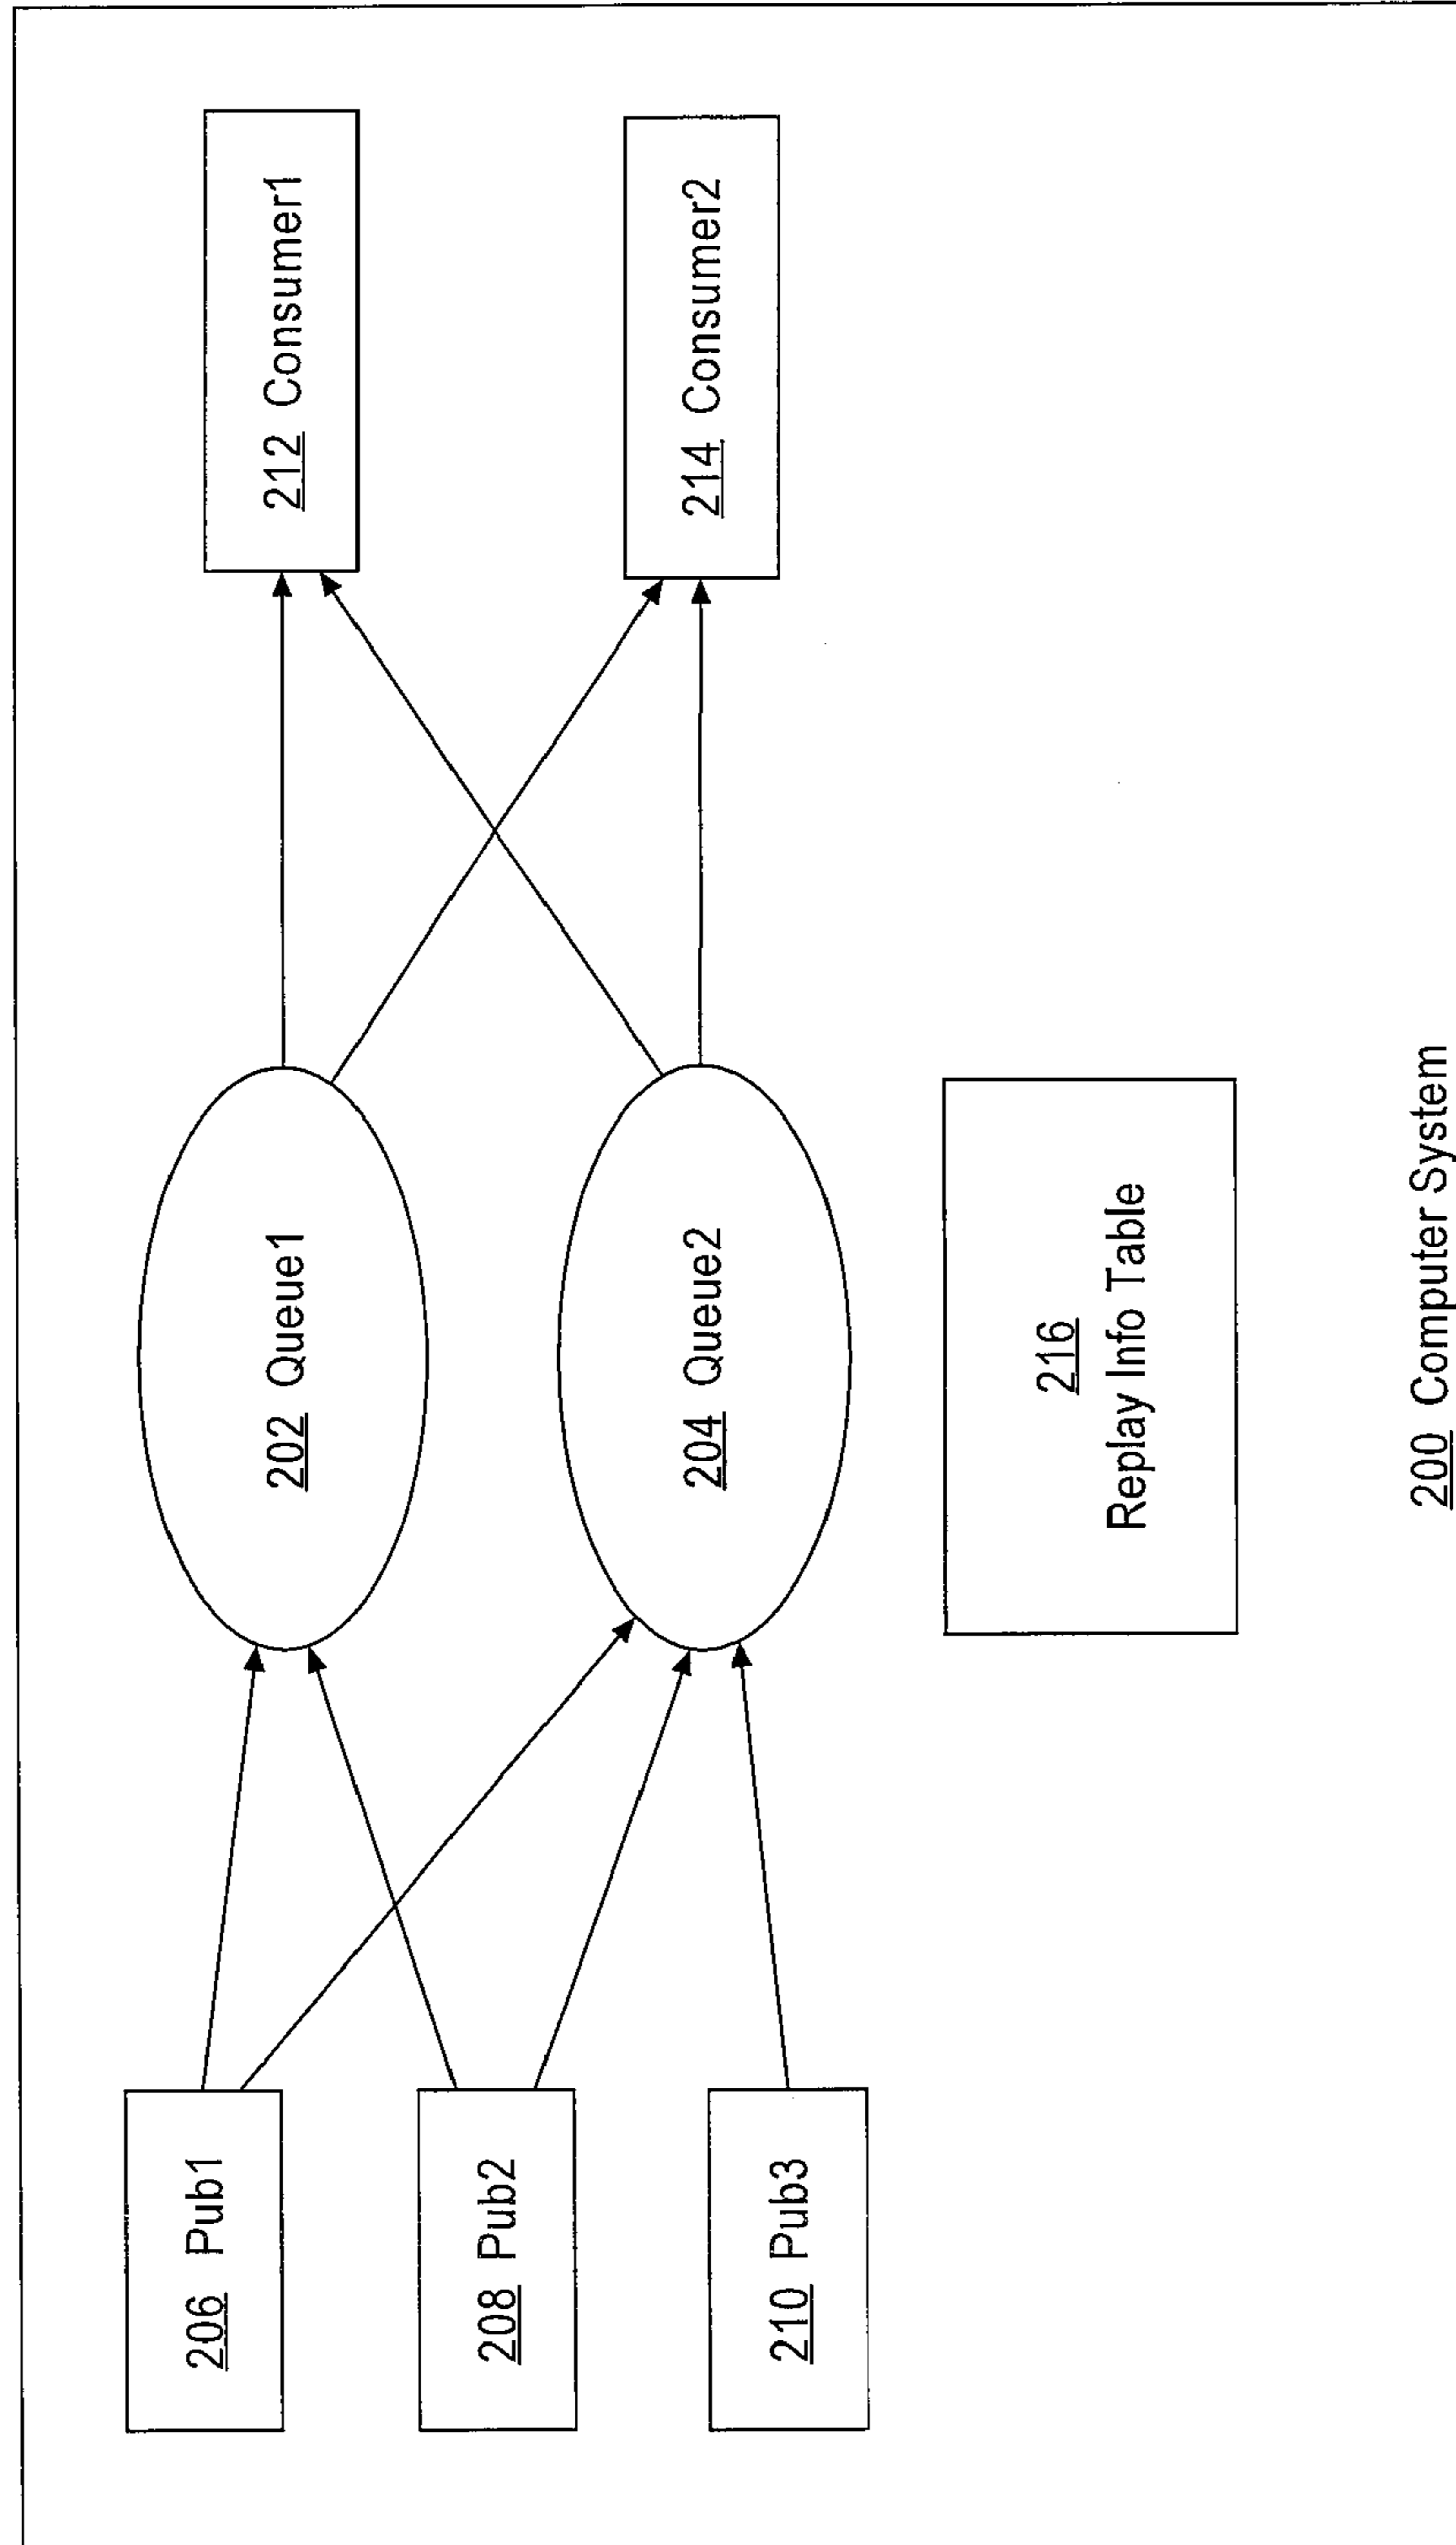 206 Pub1
208 Pub2
210 Pub3
202 Queue1
204 Queue2
216
Replay Info Table
212 Consumer1
214 Consumer2
200 Computer System